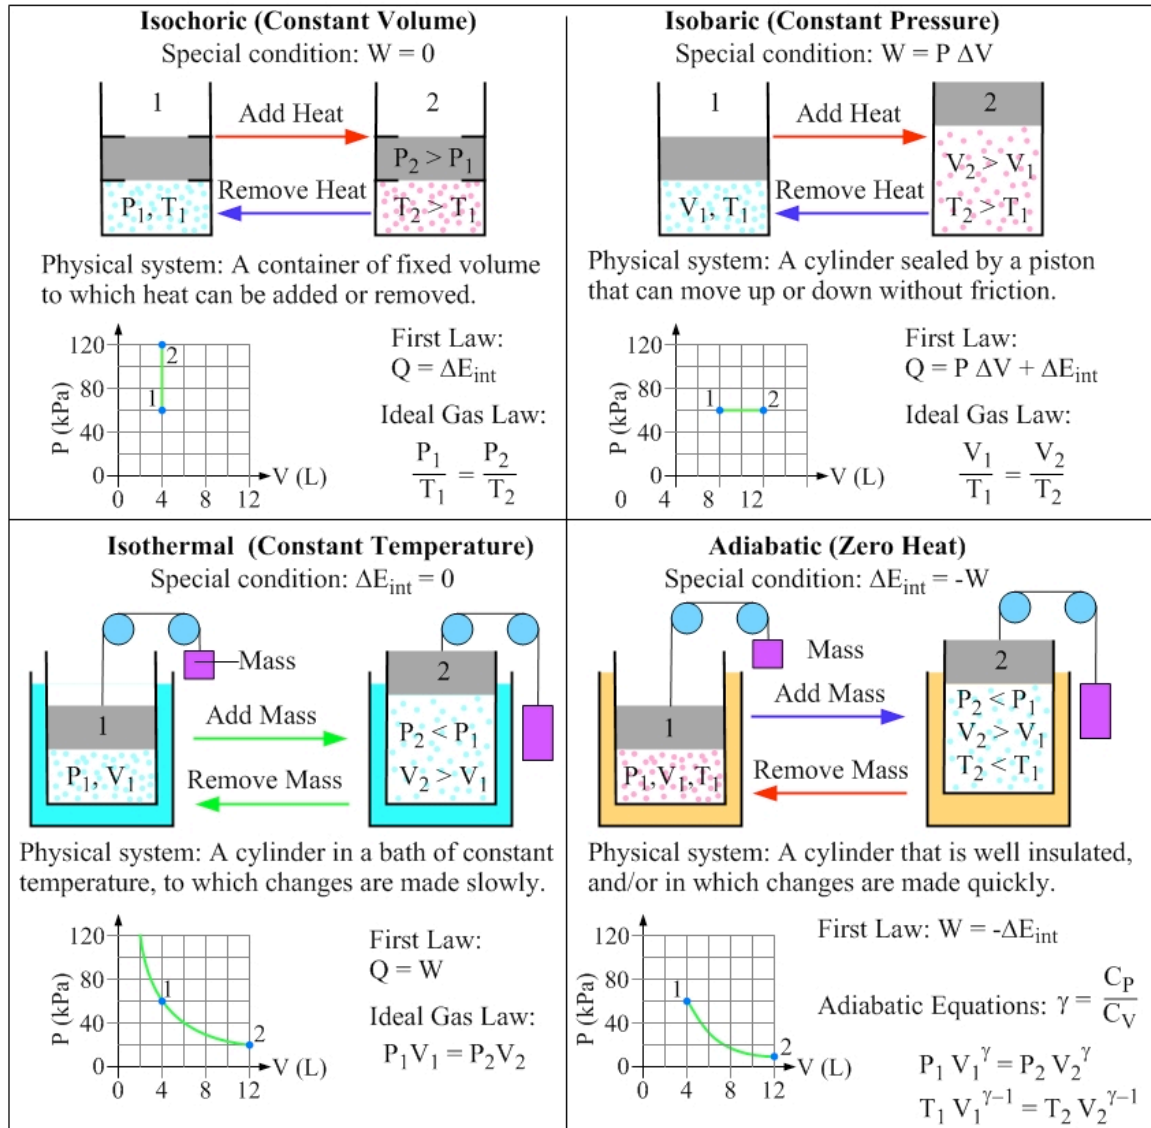 Isochoric (Constant Volume)
Special condition: W = 0
1
Add Heat
2
P₂ > P₁
Remove Heat
P₁, T₁
T₂ > T₁
Physical system: A container of fixed volume
to which heat can be added or removed.
P (kPa)
120
80
40
0
2
1
0 4 8 12
V (L)
First Law:
Q = ΔE_int
Ideal Gas Law:
P₁/T₁ = P₂/T₂
Isobaric (Constant Pressure)
Special condition: W = P ΔV
1
Add Heat
2
V₂ > V₁
Remove Heat
V₁, T₁
T₂ > T₁
Physical system: A cylinder sealed by a piston
that can move up or down without friction.
P (kPa)
120
80
40
0
1 2
0 4 8 12
V (L)
First Law:
Q = P ΔV + ΔE_int
Ideal Gas Law:
V₁/T₁ = V₂/T₂
Isothermal (Constant Temperature)
Special condition: ΔE_int = 0
Mass
2
1
Add Mass
P₂ < P₁
Remove Mass
P₁, V₁
V₂ > V₁
Physical system: A cylinder in a bath of constant
temperature, to which changes are made slowly.
P (kPa)
120
80
40
0
1
2
0 4 8 12
V (L)
First Law:
Q = W
Ideal Gas Law:
P₁V₁ = P₂V₂
Adiabatic (Zero Heat)
Special condition: ΔE_int = -W
Mass
2
Add Mass
P₂ < P₁
1
V₂ > V₁
Remove Mass
T₂ < T₁
P₁,V₁,T₁
Physical system: A cylinder that is well insulated,
and/or in which changes are made quickly.
P (kPa)
120
80
40
0
1
2
0 4 8 12
V (L)
First Law: W = -ΔE_int
Adiabatic Equations: γ = C_P/C_V
P₁ V₁^γ = P₂ V₂^γ
T₁ V₁^γ−1 = T₂ V₂^γ−1